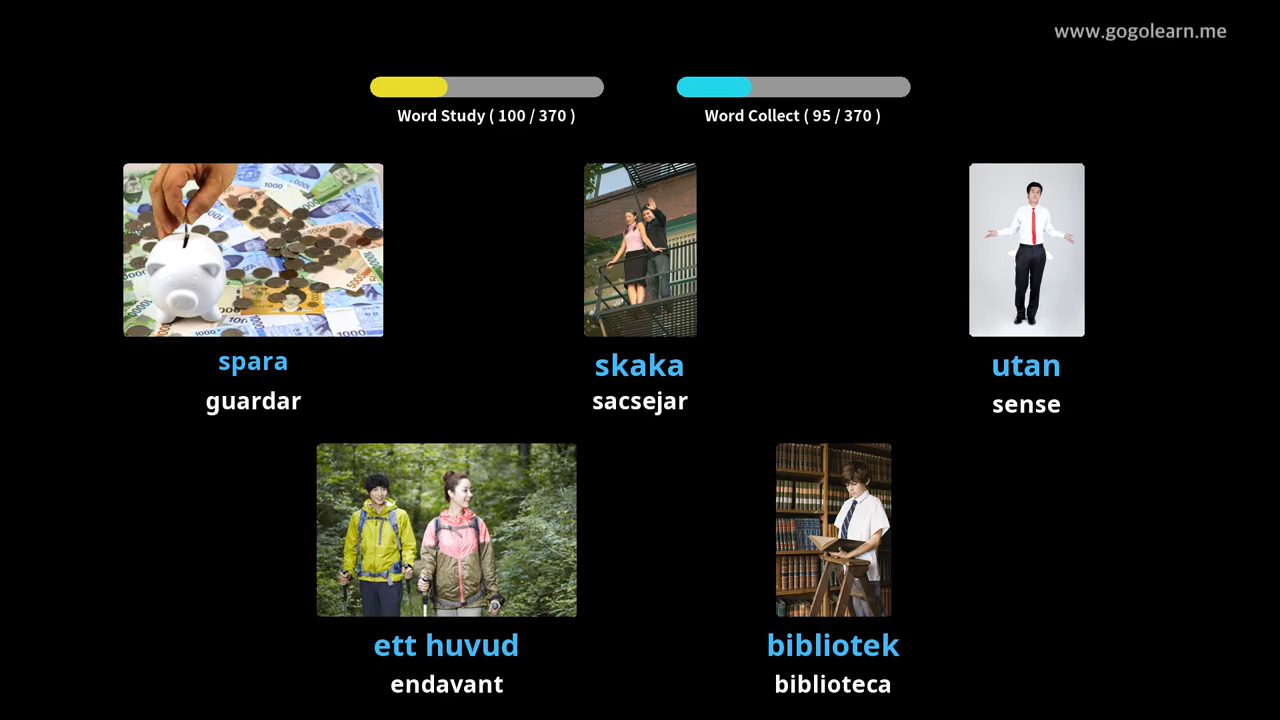 www.gogolearn.me
Word Study ( 100 / 370 )
Word Collect ( 95 / 370 )
spara
skaka
utan
guardar
sacsejar
sense
ett huvud
bibliotek
endavant
biblioteca